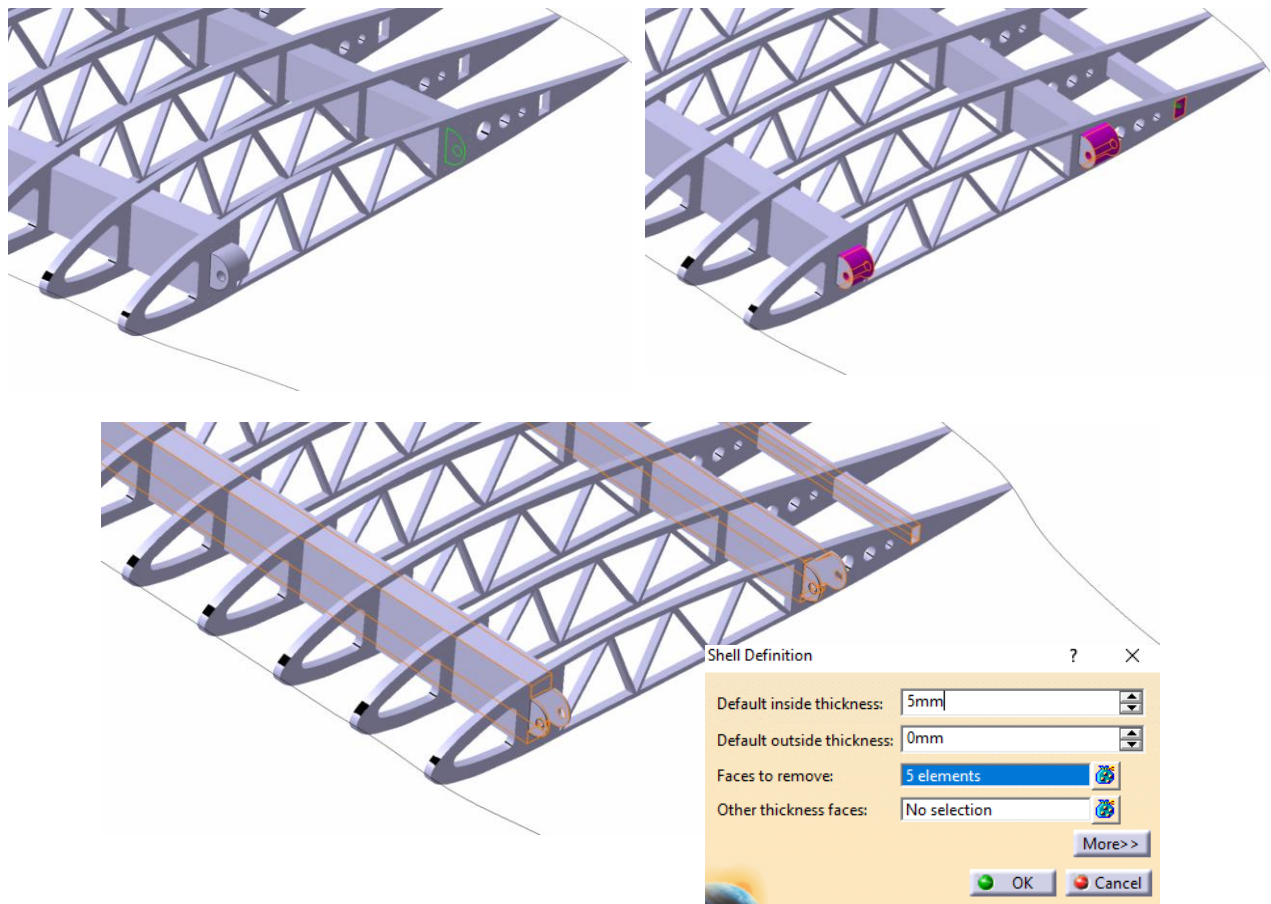 Shell Definition ? ×
Default inside thickness: 5mm
Default outside thickness: 0mm
Faces to remove: 5 elements
Other thickness faces: No selection
More>>
OK Cancel